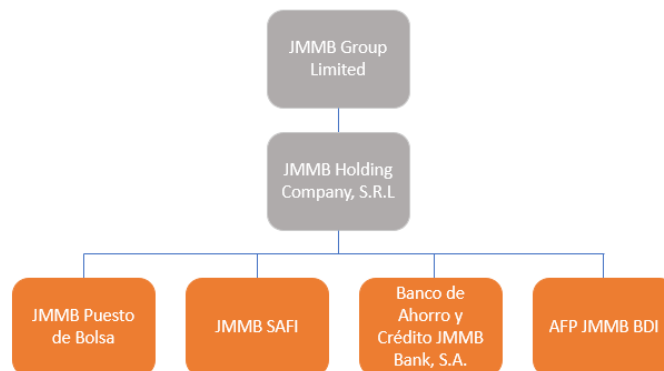 JMMB Group
Limited
JMMB Holding
Company, S.R.L
JMMB Puesto
de Bolsa
JMMB SAFI
Banco de
Ahorro y
Crédito JMMB
Bank, S.A.
AFP JMMB BDI